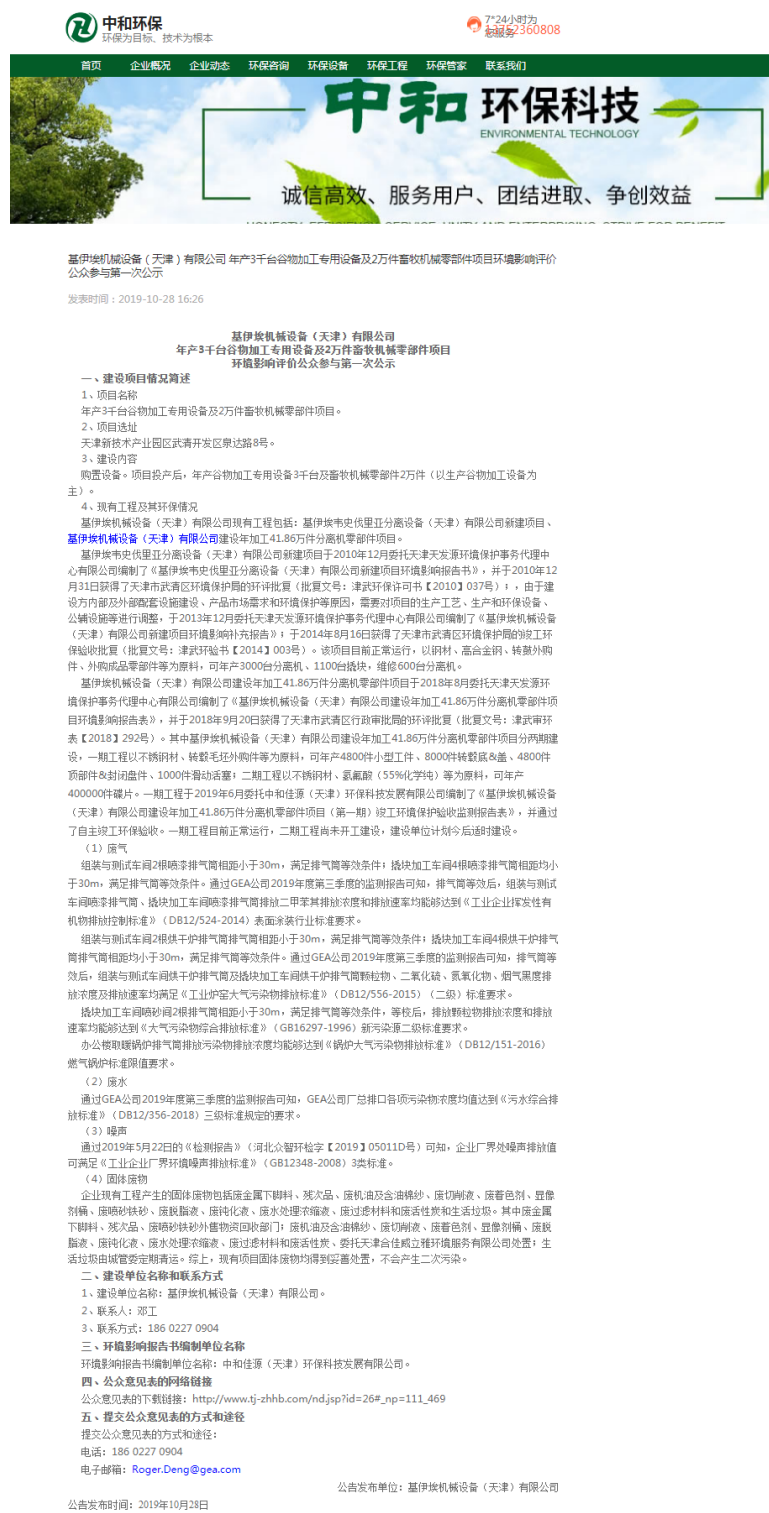 中和环保
环保为目标、技术为根本
7*24小时为
您服务
13752360808
首页 企业概况 企业动态 环保咨询 环保设备 环保工程 环保管家 联系我们
中和 环保科技
ENVIRONMENTAL TECHNOLOGY
诚信高效、服务用户、团结进取、争创效益
基伊埃机械设备（天津）有限公司 年产3千台谷物加工专用设备及2万件畜牧机械零部件项目环境影响评价
公众参与第一次公示
发表时间：2019-10-28 16:26
基伊埃机械设备（天津）有限公司
年产3千台谷物加工专用设备及2万件畜牧机械零部件项目
环境影响评价公众参与第一次公示
一、建设项目情况简述
1、项目名称
年产3千台谷物加工专用设备及2万件畜牧机械零部件项目。
2、项目选址
天津新技术产业园区武清开发区泉达路8号。
3、建设内容
购置设备。项目投产后，年产谷物加工专用设备3千台及畜牧机械零部件2万件（以生产谷物加工设备为
主）。
4、现有工程及其环保情况
基伊埃机械设备（天津）有限公司现有工程包括：基伊埃韦史伐里亚分离设备（天津）有限公司新建项目、
基伊埃机械设备（天津）有限公司建设年加工41.86万件分离机零部件项目。
基伊埃韦史伐里亚分离设备（天津）有限公司新建项目于2010年12月委托天津天发源环境保护事务代理中
心有限公司编制了《基伊埃韦史伐里亚分离设备（天津）有限公司新建项目环境影响报告书》，并于2010年12
月31日获得了天津市武清区环境保护局的环评批复（批复文号：津武环保许可书【2010】037号）；，由于建
设方内部及外部配套设施建设、产品市场需求和环境保护等原因，需要对项目的生产工艺、生产和环保设备、
公辅设施等进行调整，于2013年12月委托天津天发源环境保护事务代理中心有限公司编制了《基伊埃机械设备
（天津）有限公司新建项目环境影响补充报告》；于2014年8月16日获得了天津市武清区环境保护局的竣工环
保验收批复（批复文号：津武环验书【2014】003号）。该项目目前正常运行，以钢材、高合金钢、转鼓外购
件、外购成品零部件等为原料，可年产3000台分离机、1100台撬块，维修600台分离机。
基伊埃机械设备（天津）有限公司建设年加工41.86万件分离机零部件项目于2018年8月委托天津天发源环
境保护事务代理中心有限公司编制了《基伊埃机械设备（天津）有限公司建设年加工41.86万件分离机零部件项
目环境影响报告表》，并于2018年9月20日获得了天津市武清区行政审批局的环评批复（批复文号：津武审环
表【2018】292号）。其中基伊埃机械设备（天津）有限公司建设年加工41.86万件分离机零部件项目分两期建
设，一期工程以不锈钢材、转毂毛坯外购件等为原料，可年产4800件小型工件、8000件转毂底&盖、4800件
顶部件&封闭盘件、1000件滑动活塞；二期工程以不锈钢材、氢氟酸（55%化学纯）等为原料，可年产
400000件碟片。一期工程于2019年6月委托中和佳源（天津）环保科技发展有限公司编制了《基伊埃机械设备
（天津）有限公司建设年加工41.86万件分离机零部件项目（第一期）竣工环境保护验收监测报告表》，并通过
了自主竣工环保验收。一期工程目前正常运行，二期工程尚未开工建设，建设单位计划今后适时建设。
（1）废气
组装与测试车间2根喷漆排气筒相距小于30m，满足排气筒等效条件；撬块加工车间4根喷漆排气筒相距均小
于30m，满足排气筒等效条件。通过GEA公司2019年度第三季度的监测报告可知，排气筒等效后，组装与测试
车间喷漆排气筒、撬块加工车间喷漆排气筒排放二甲苯其排放浓度和排放速率均能够达到《工业企业挥发性有
机物排放控制标准》（DB12/524-2014）表面涂装行业标准要求。
组装与测试车间2根烘干炉排气筒排气筒相距小于30m，满足排气筒等效条件；撬块加工车间4根烘干炉排气
筒排气筒相距均小于30m，满足排气筒等效条件。通过GEA公司2019年度第三季度的监测报告可知，排气筒等
效后，组装与测试车间烘干炉排气筒及撬块加工车间烘干炉排气筒颗粒物、二氧化硫、氮氧化物、烟气黑度排
放浓度及排放速率均满足《工业炉窑大气污染物排放标准》（DB12/556-2015）（二级）标准要求。
撬块加工车间喷砂间2根排气筒相距小于30m，满足排气筒等效条件，等校后，排放颗粒物排放浓度和排放
速率均能够达到《大气污染物综合排放标准》（GB16297-1996）新污染源二级标准要求。
办公楼取暖锅炉排气筒排放污染物排放浓度均能够达到《锅炉大气污染物排放标准》（DB12/151-2016）
燃气锅炉标准限值要求。
（2）废水
通过GEA公司2019年度第三季度的监测报告可知，GEA公司厂总排口各项污染物浓度均值达到《污水综合排
放标准》（DB12/356-2018）三级标准规定的要求。
（3）噪声
通过2019年5月22日的《检测报告》（河北众智环检字【2019】05011D号）可知，企业厂界处噪声排放值
可满足《工业企业厂界环境噪声排放标准》（GB12348-2008）3类标准。
（4）固体废物
企业现有工程产生的固体废物包括废金属下脚料、残次品、废机油及含油棉纱、废切削液、废着色剂、显像
剂桶、废喷砂铁砂、废脱脂液、废钝化液、废水处理浓缩液、废过滤材料和废活性炭和生活垃圾。其中废金属
下脚料、残次品、废喷砂铁砂外售物资回收部门；废机油及含油棉纱、废切削液、废着色剂、显像剂桶、废脱
脂液、废钝化液、废水处理浓缩液、废过滤材料和废活性炭、委托天津合佳威立雅环境服务有限公司处置；生
活垃圾由城管委定期清运。综上，现有项目固体废物均得到妥善处置，不会产生二次污染。
二、建设单位名称和联系方式
1、建设单位名称：基伊埃机械设备（天津）有限公司。
2、联系人：邓工
3、联系方式：186 0227 0904
三、环境影响报告书编制单位名称
环境影响报告书编制单位名称：中和佳源（天津）环保科技发展有限公司。
四、公众意见表的网络链接
公众意见表的下载链接：http://www.tj-zhhb.com/nd.jsp?id=26#_np=111_469
五、提交公众意见表的方式和途径
提交公众意见表的方式和途径：
电话：186 0227 0904
电子邮箱：Roger.Deng@gea.com
公告发布单位：基伊埃机械设备（天津）有限公司
公告发布时间：2019年10月28日